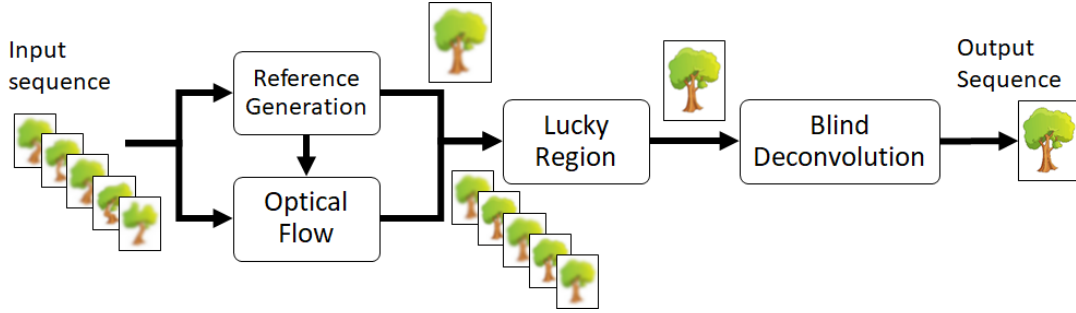 Input
sequence
Reference
Generation
Optical
Flow
Lucky
Region
Blind
Deconvolution
Output
Sequence